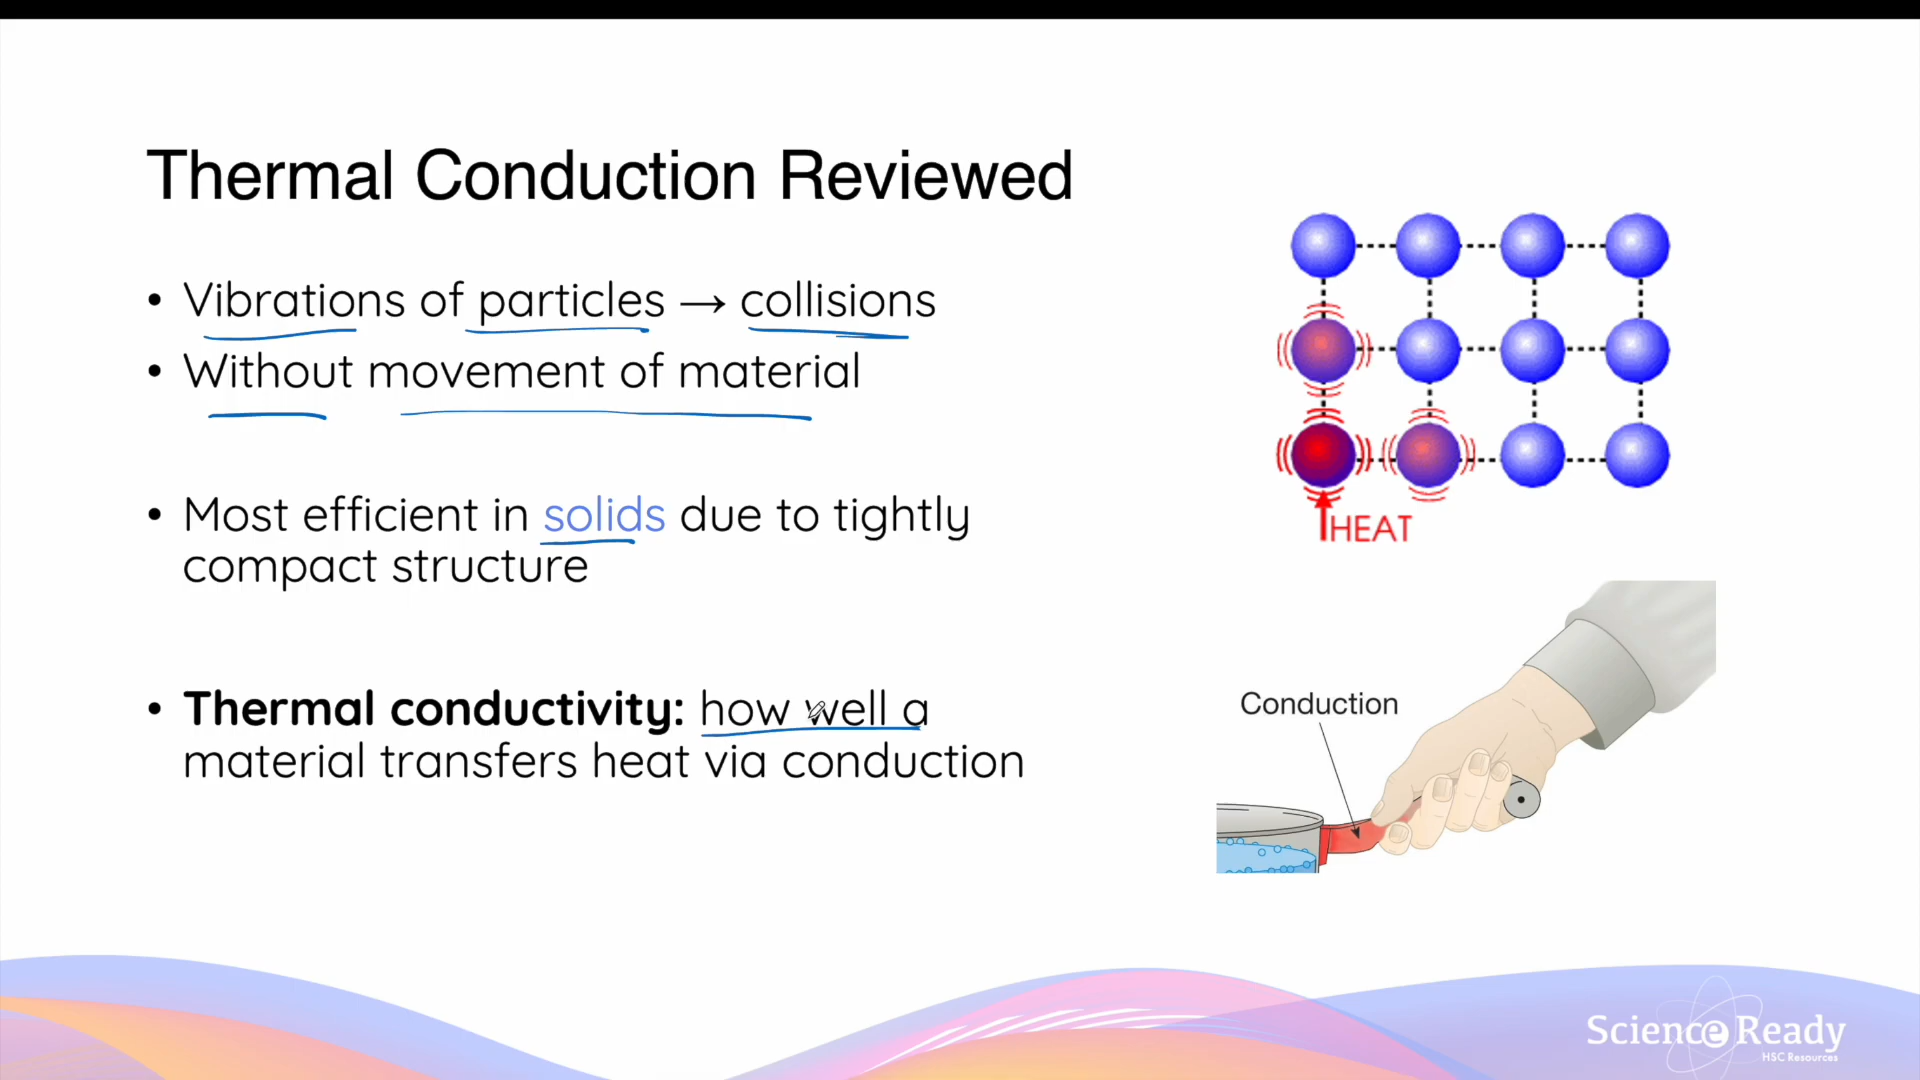 Thermal Conduction Reviewed
• Vibrations of particles → collisions
• Without movement of material
• Most efficient in solids due to tightly
compact structure
• Thermal conductivity: how well a
material transfers heat via conduction
HEAT
Conduction
Science Ready
HSC Resources